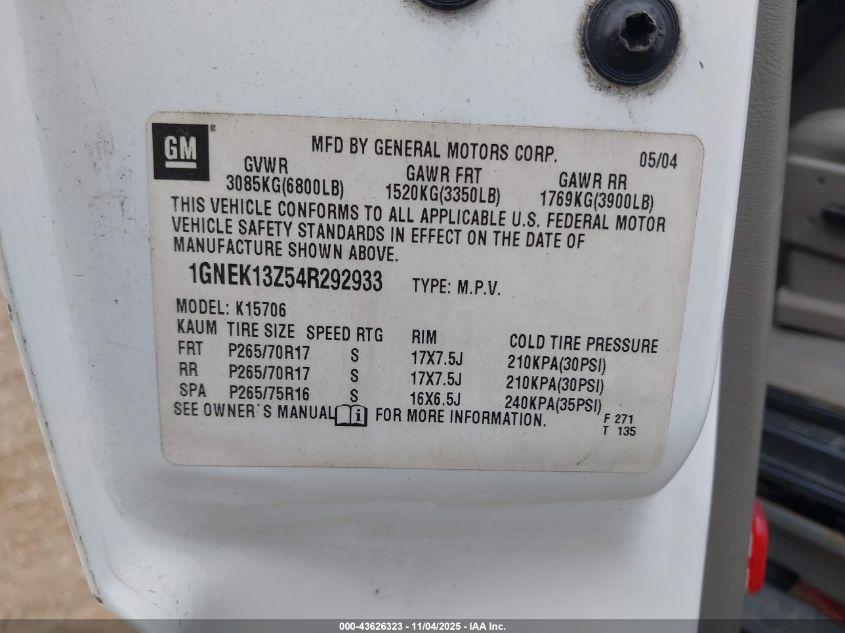 GM ®
MFD BY GENERAL MOTORS CORP. 05/04
GVWR GAWR FRT GAWR RR
3085KG(6800LB) 1520KG(3350LB) 1769KG(3900LB)
THIS VEHICLE CONFORMS TO ALL APPLICABLE U.S. FEDERAL MOTOR
VEHICLE SAFETY STANDARDS IN EFFECT ON THE DATE OF
MANUFACTURE SHOWN ABOVE.
1GNEK13Z54R292933 TYPE: M.P.V.
MODEL: K15706
KAUM TIRE SIZE SPEED RTG RIM COLD TIRE PRESSURE
FRT P265/70R17 S 17X7.5J 210KPA(30PSI)
RR P265/70R17 S 17X7.5J 210KPA(30PSI)
SPA P265/75R16 S 16X6.5J 240KPA(35PSI)
SEE OWNER'S MANUAL i FOR MORE INFORMATION.
F 271
T 135
000-43626323 - 11/04/2025 - IAA Inc.